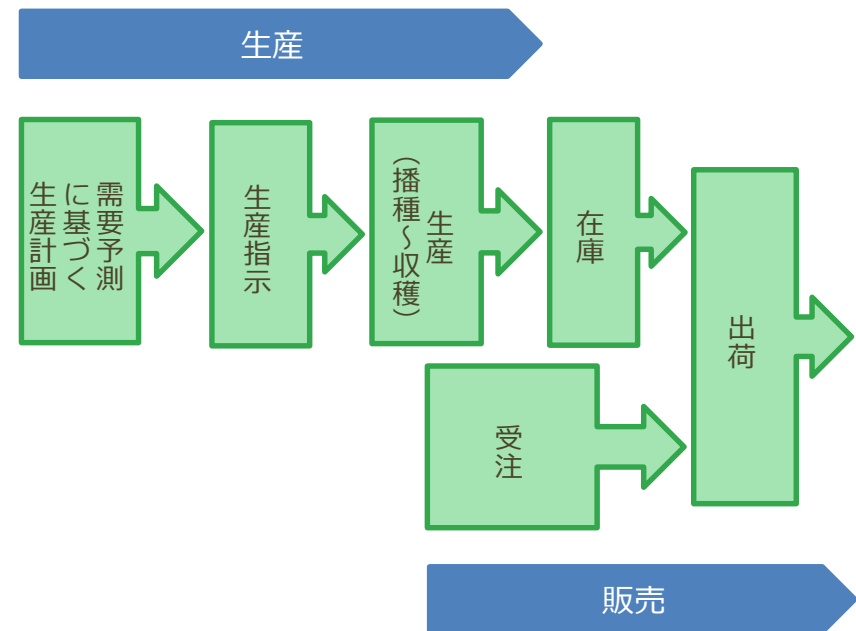 生産
需要予測
に基づく
生産計画
生産指示
生産
（播種～収穫）
在庫
出荷
受注
販売